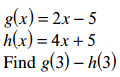 g(x) = 2x – 5
h(x) = 4x + 5
Find g(3) – h(3)